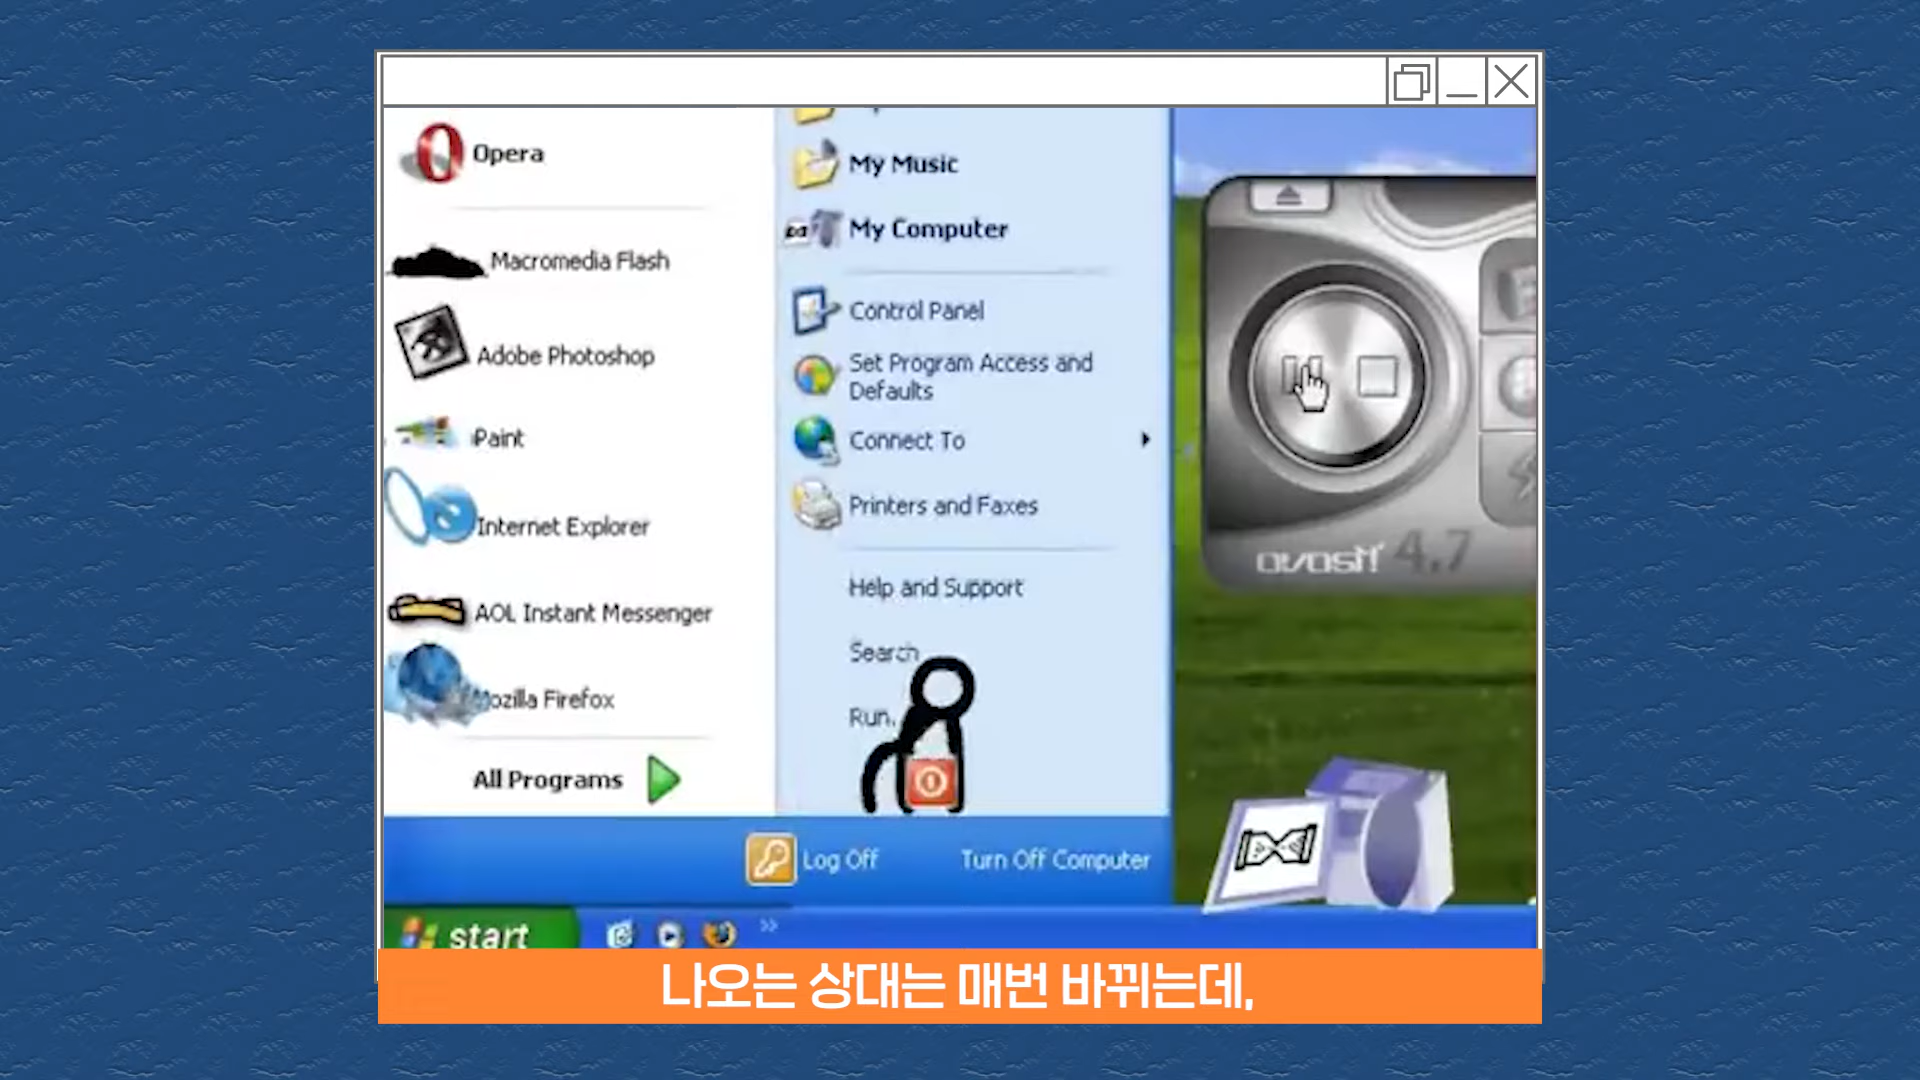 Opera
Macromedia Flash
Adobe Photoshop
Paint
Internet Explorer
AOL Instant Messenger
Mozilla Firefox
All Programs
My Music
My Computer
Control Panel
Set Program Access and
Defaults
Connect To
Printers and Faxes
Help and Support
Search
Run.
4.7
Log Off
Turn Off Computer
start
나오는 상대는 매번 바뀌는데,